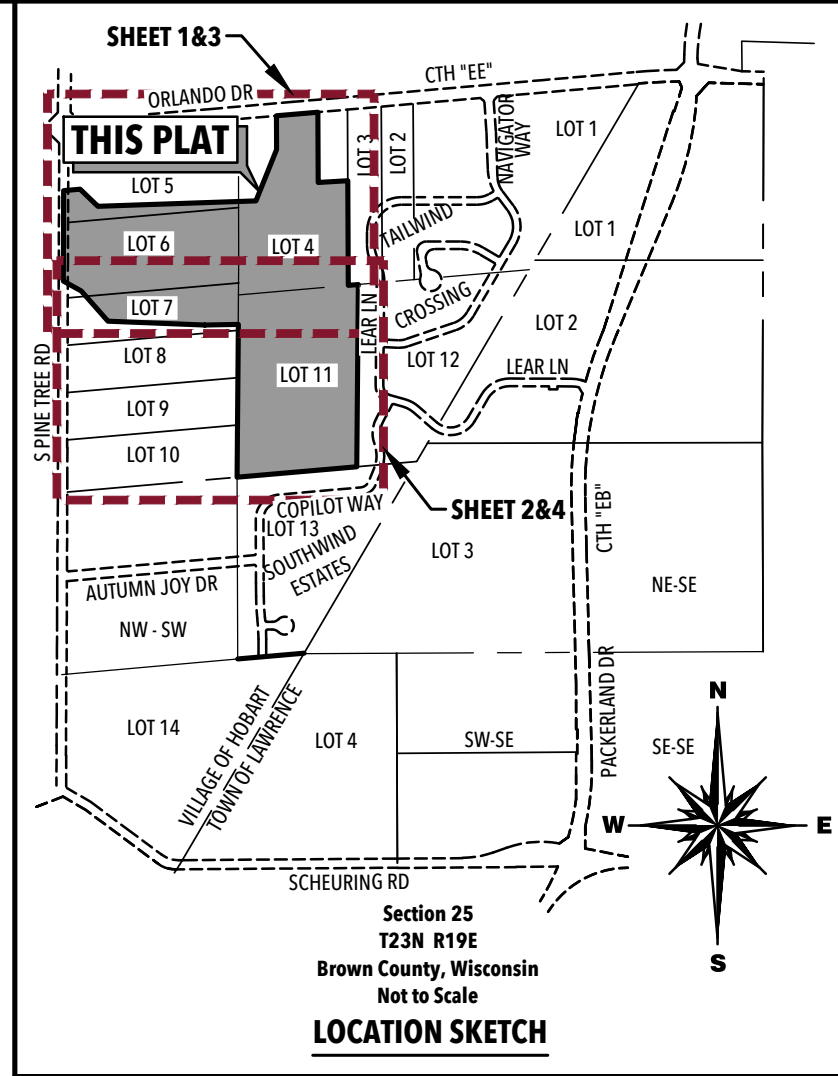 SHEET 1&3
CTH "EE"
ORLANDO DR
THIS PLAT
LOT 3
LOT 2
NAVIGATOR
WAY
LOT 1
LOT 5
TAILWIND
LOT 6
LOT 4
LOT 1
CROSSING
LOT 7
LEAR LN
LOT 2
S PINE TREE RD
LOT 8
LOT 12
LEAR LN
LOT 11
LOT 9
LOT 10
COPILOT WAY
SHEET 2&4
CTH "EB"
LOT 13
SOUTHWIND
ESTATES
LOT 3
AUTUMN JOY DR
NE-SE
NW - SW
PACKERLAND DR
N
LOT 14
VILLAGE OF HOBART
TOWN OF LAWRENCE
LOT 4
SW-SE
SE-SE
W
E
SCHEURING RD
S
Section 25
T23N R19E
Brown County, Wisconsin
Not to Scale
LOCATION SKETCH